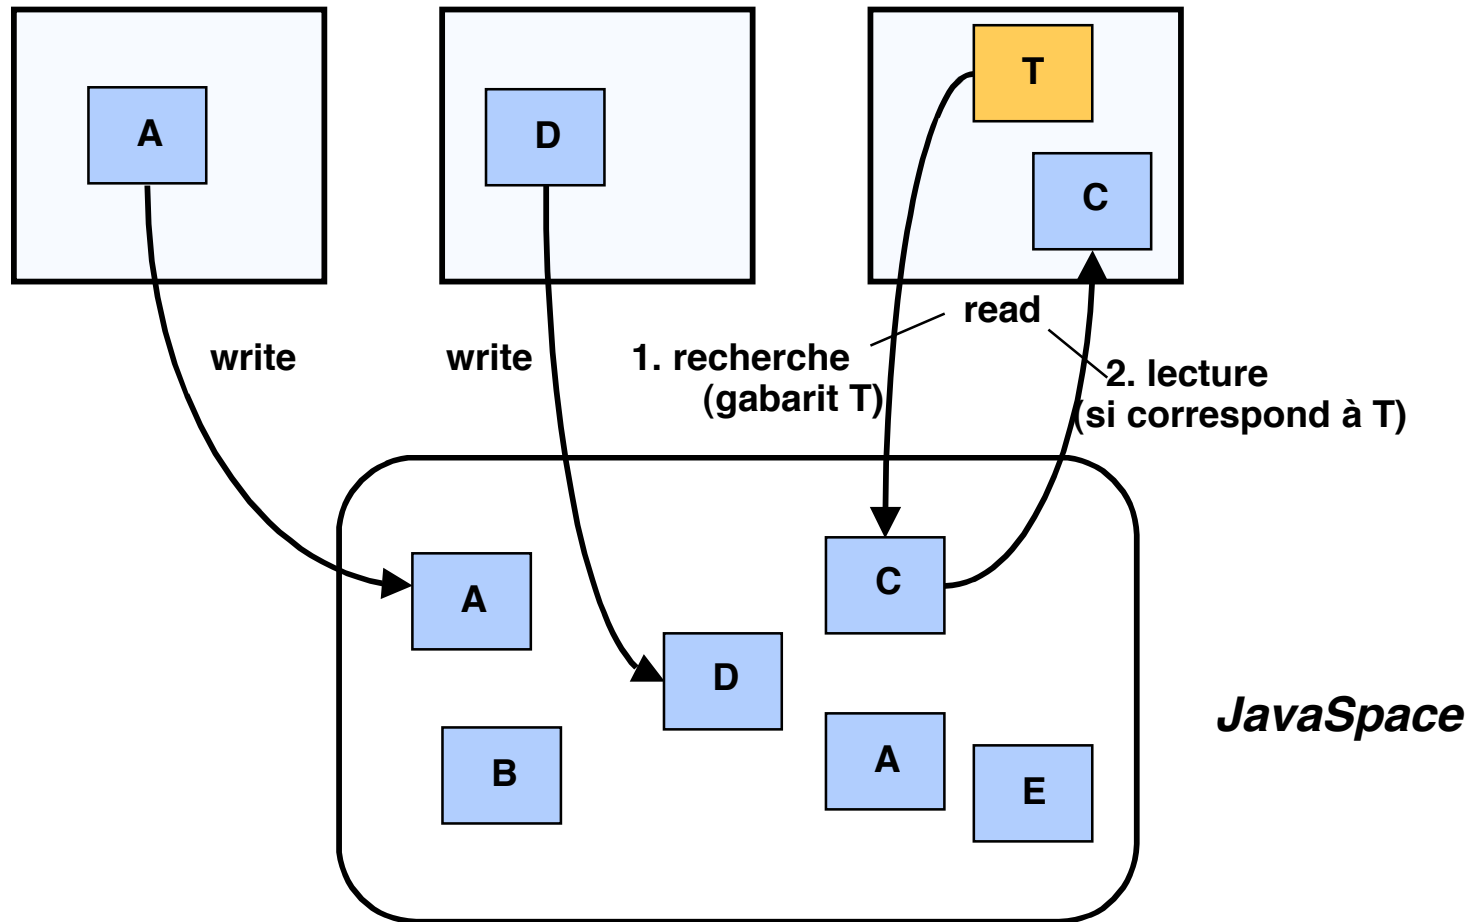 T
A
D
C
read
write
write
1. recherche
(gabarit T)
2. lecture
(si correspond à T)
C
A
D
JavaSpace
A
B
E